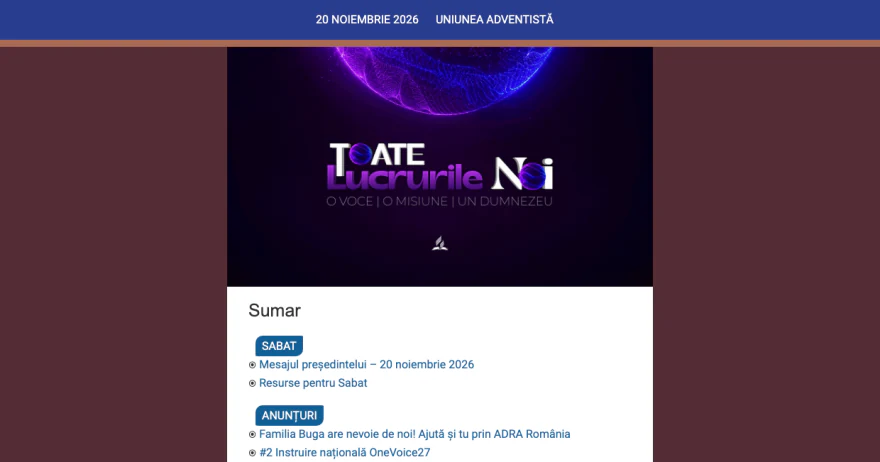 20 NOIEMBRIE 2026 UNIUNEA ADVENTISTĂ
TOATE
Lucrurile Noi
O VOCE | O MISIUNE | UN DUMNEZEU
Sumar
SABAT
Mesajul președintelui – 20 noiembrie 2026
Resurse pentru Sabat
ANUNȚURI
Familia Buga are nevoie de noi! Ajută și tu prin ADRA România
#2 Instruire națională OneVoice27